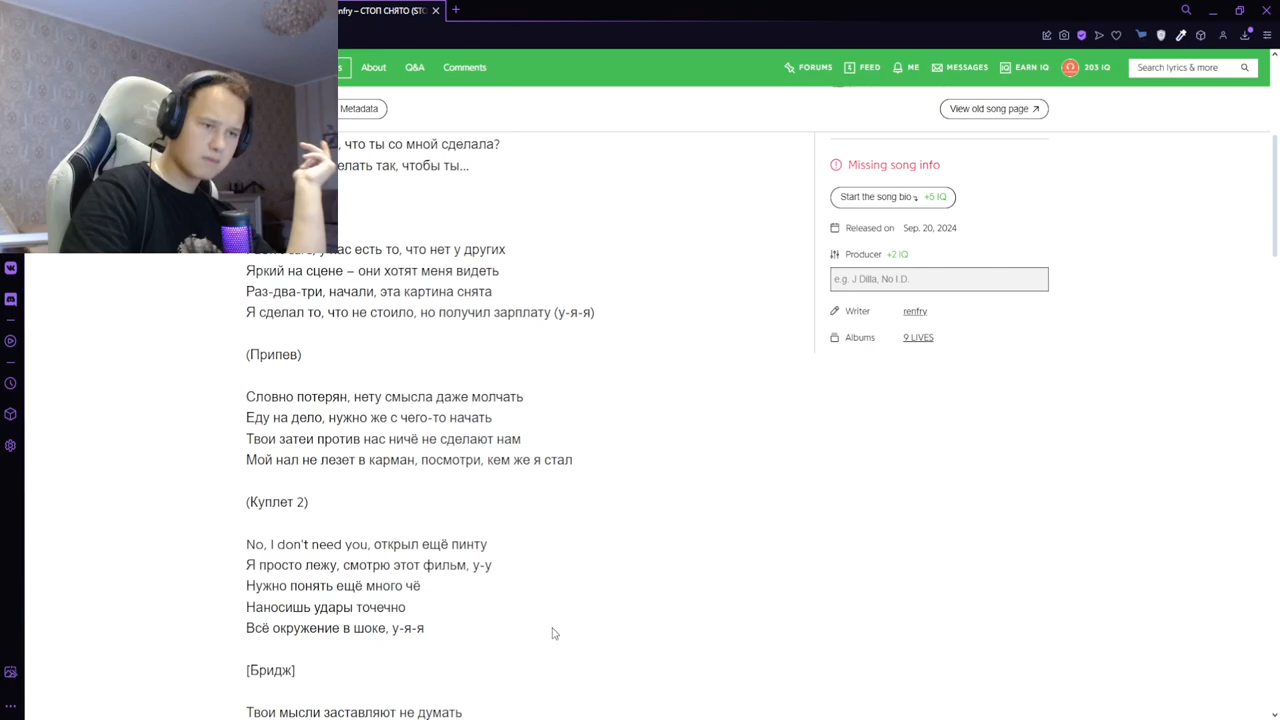 nfry – СТОП СНЯТО (STO
About
Q&A
Comments
FORUMS
FEED
ME
MESSAGES
EARN IQ
203 IQ
Search lyrics & more
Metadata
View old song page
, что ты со мной сделала?
елать так, чтобы ты...
ас есть то, что нет у других
Яркий на сцене – они хотят меня видеть
Раз-два-три, начали, эта картина снята
Я сделал то, что не стоило, но получил зарплату (у-я-я)
(Припев)
Словно потерян, нету смысла даже молчать
Еду на дело, нужно же с чего-то начать
Твои затеи против нас ничё не сделают нам
Мой нал не лезет в карман, посмотри, кем же я стал
(Куплет 2)
No, I don't need you, открыл ещё пинту
Я просто лежу, смотрю этот фильм, у-у
Нужно понять ещё много чё
Наносишь удары точечно
Всё окружение в шоке, у-я-я
[Бридж]
Твои мысли заставляют не думать
Missing song info
Start the song bio +5 IQ
Released on Sep. 20, 2024
Producer +2 IQ
e.g. J Dilla, No I.D.
Writer renfry
Albums 9 LIVES